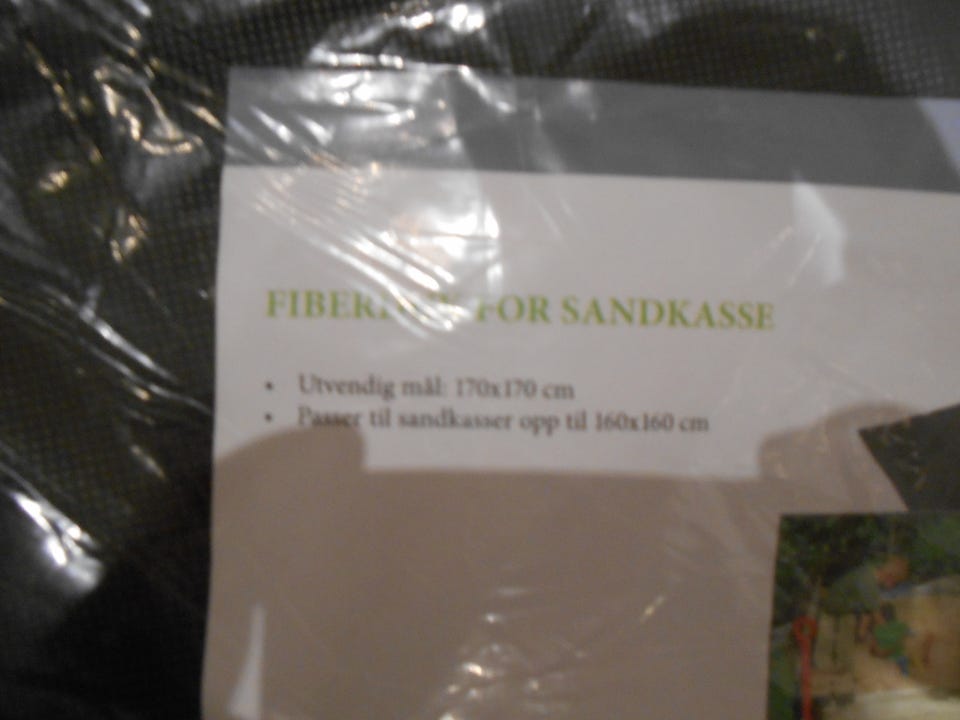 FOR SANDKASSE
• Utvendig mål: 170x170 cm
• Passer til sandkasser opp til 160x160 cm